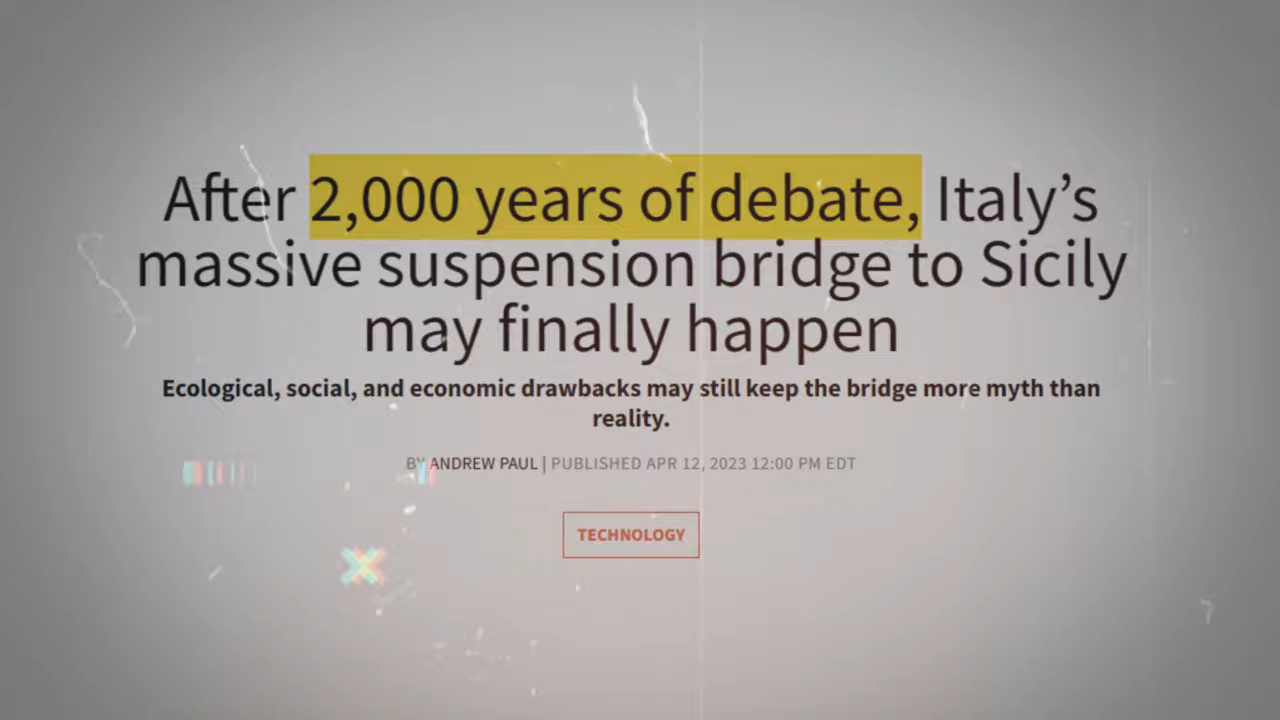 After 2,000 years of debate, Italy’s
massive suspension bridge to Sicily
may finally happen
Ecological, social, and economic drawbacks may still keep the bridge more myth than
reality.
BY ANDREW PAUL | PUBLISHED APR 12, 2023 12:00 PM EDT
TECHNOLOGY